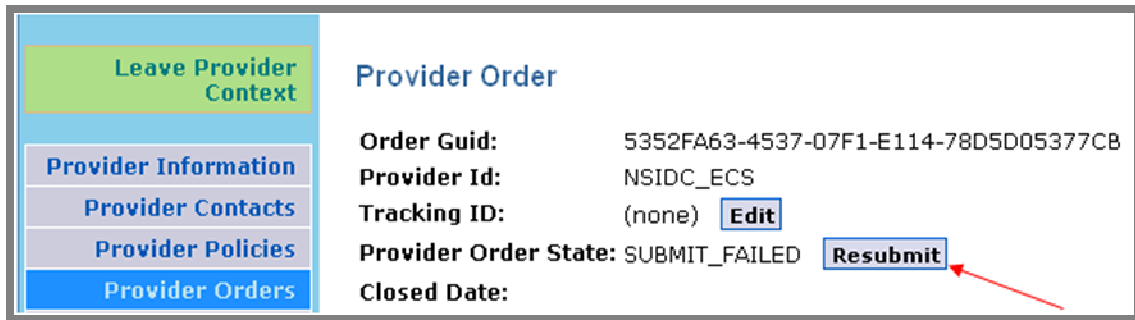 Leave Provider
Context
Provider Information
Provider Contacts
Provider Policies
Provider Orders
Provider Order
Order Guid: 5352FA63-4537-07F1-E114-78D5D05377CB
Provider Id: NSIDC_ECS
Tracking ID: (none) Edit
Provider Order State: SUBMIT_FAILED Resubmit
Closed Date: